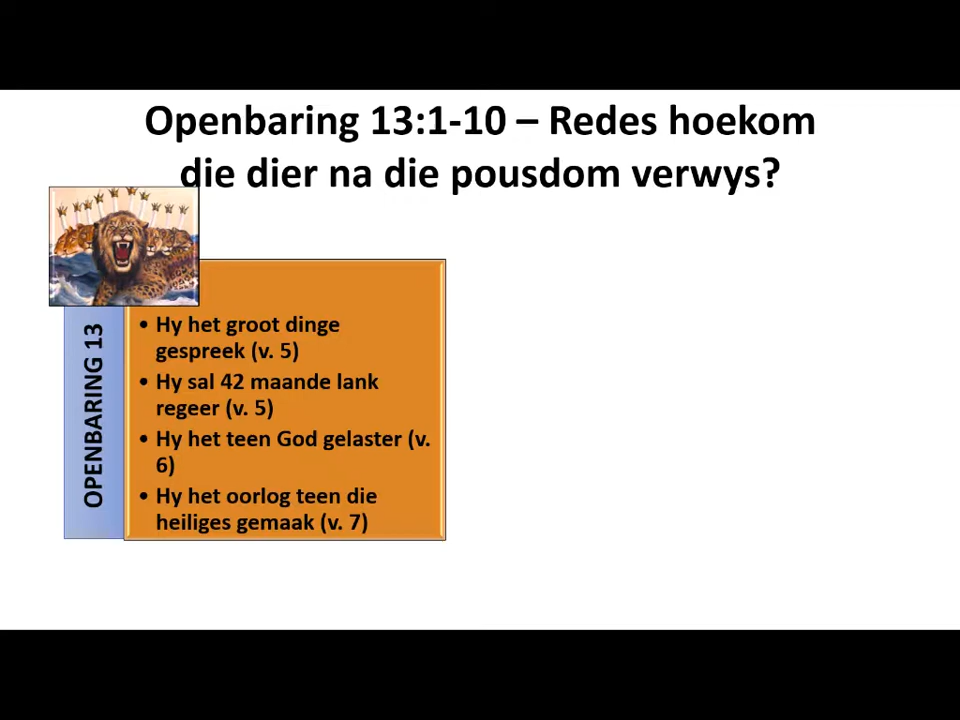 Openbaring 13:1-10 – Redes hoekom
die dier na die pousdom verwys?
OPENBARING 13
• Hy het groot dinge
gespreek (v. 5)
• Hy sal 42 maande lank
regeer (v. 5)
• Hy het teen God gelaster (v.
6)
• Hy het oorlog teen die
heiliges gemaak (v. 7)